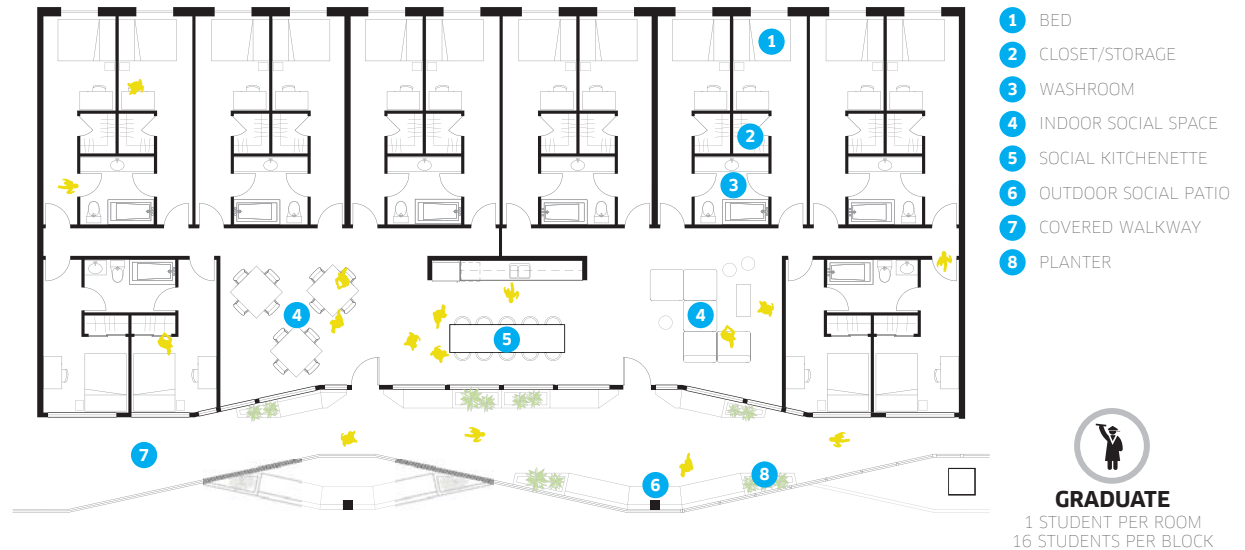 1 BED
2 CLOSET/STORAGE
3 WASHROOM
4 INDOOR SOCIAL SPACE
5 SOCIAL KITCHENETTE
6 OUTDOOR SOCIAL PATIO
7 COVERED WALKWAY
8 PLANTER
1
2
3
4
4
5
7
6
8
GRADUATE
1 STUDENT PER ROOM
16 STUDENTS PER BLOCK